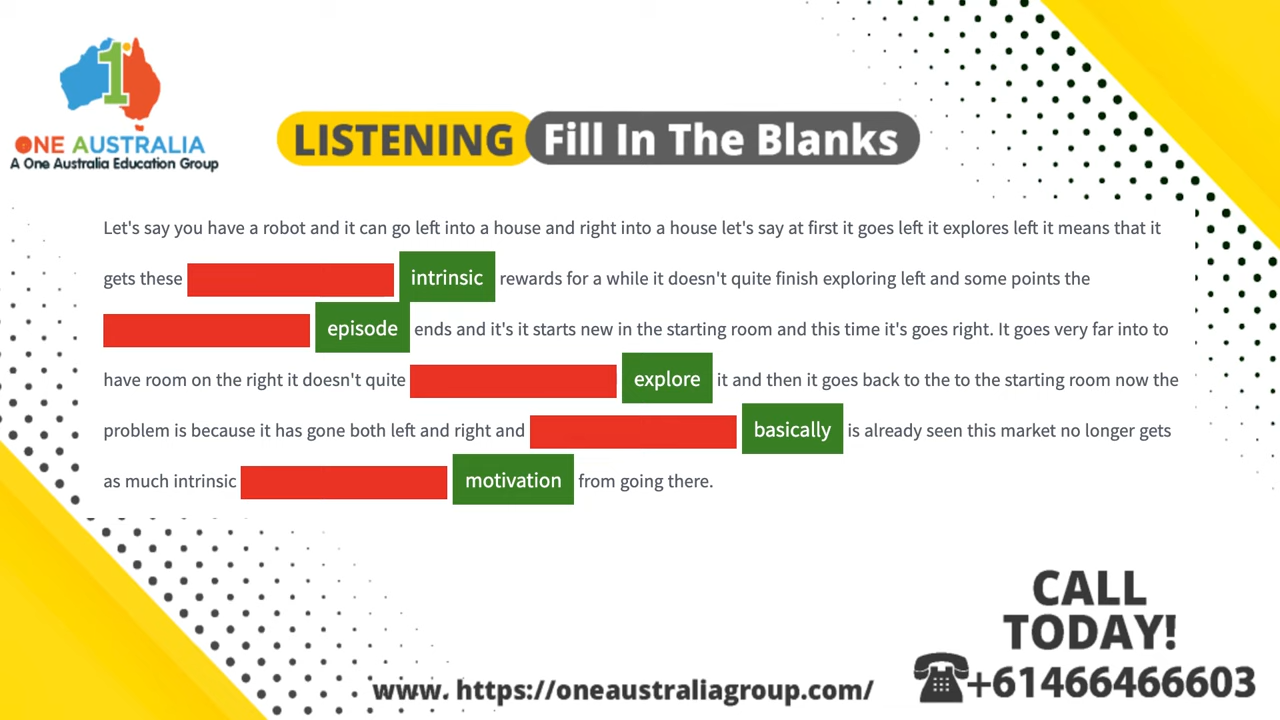 1
ONE AUSTRALIA
A One Australia Education Group
LISTENING Fill In The Blanks
Let's say you have a robot and it can go left into a house and right into a house let's say at first it goes left it explores left it means that it
gets these intrinsic rewards for a while it doesn't quite finish exploring left and some points the
episode ends and it's it starts new in the starting room and this time it's goes right. It goes very far into to
have room on the right it doesn't quite explore it and then it goes back to the to the starting room now the
problem is because it has gone both left and right and basically is already seen this market no longer gets
as much intrinsic motivation from going there.
CALL
TODAY!
+61466466603
www. https://oneaustraliagroup.com/